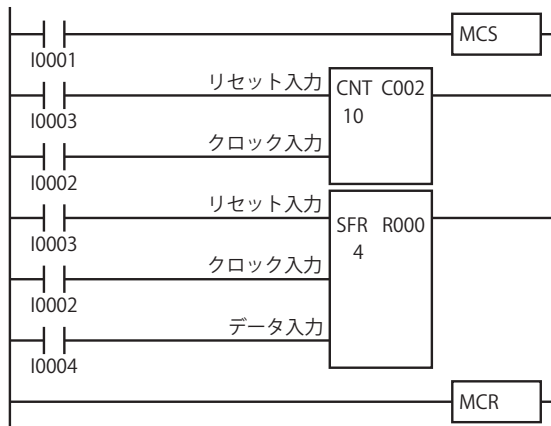 MCS
I0001
リセット入力
CNT C002
10
I0003
クロック入力
I0002
リセット入力
SFR R000
4
I0003
クロック入力
I0002
データ入力
I0004
MCR